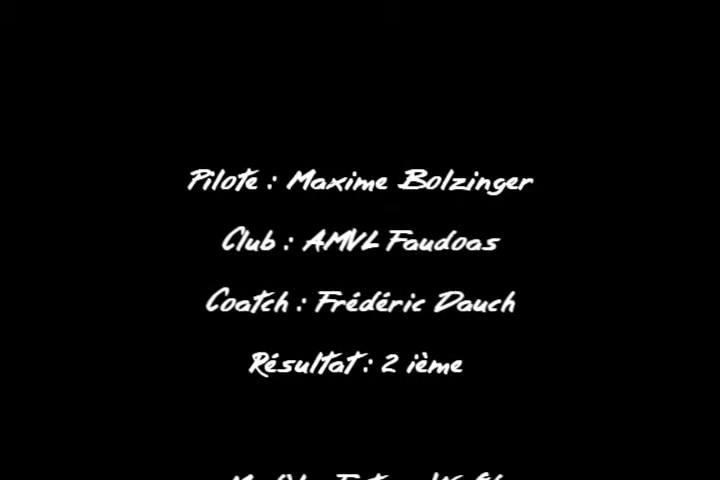 Pilote : Maxime Bolzinger
Club : AMVL Faudoas
Coatch : Frédéric Dauch
Résultat : 2 ième